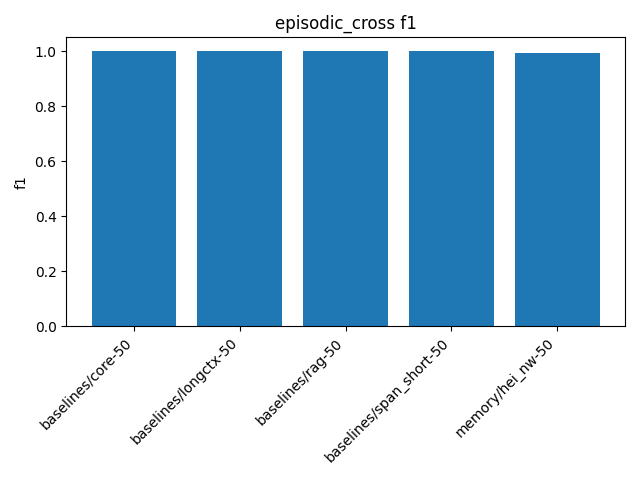 episodic_cross f1
1.0
0.8
0.6
0.4
0.2
0.0
f1
baselines/core-50
baselines/longctx-50
baselines/rag-50
baselines/span_short-50
memory/hei_nw-50